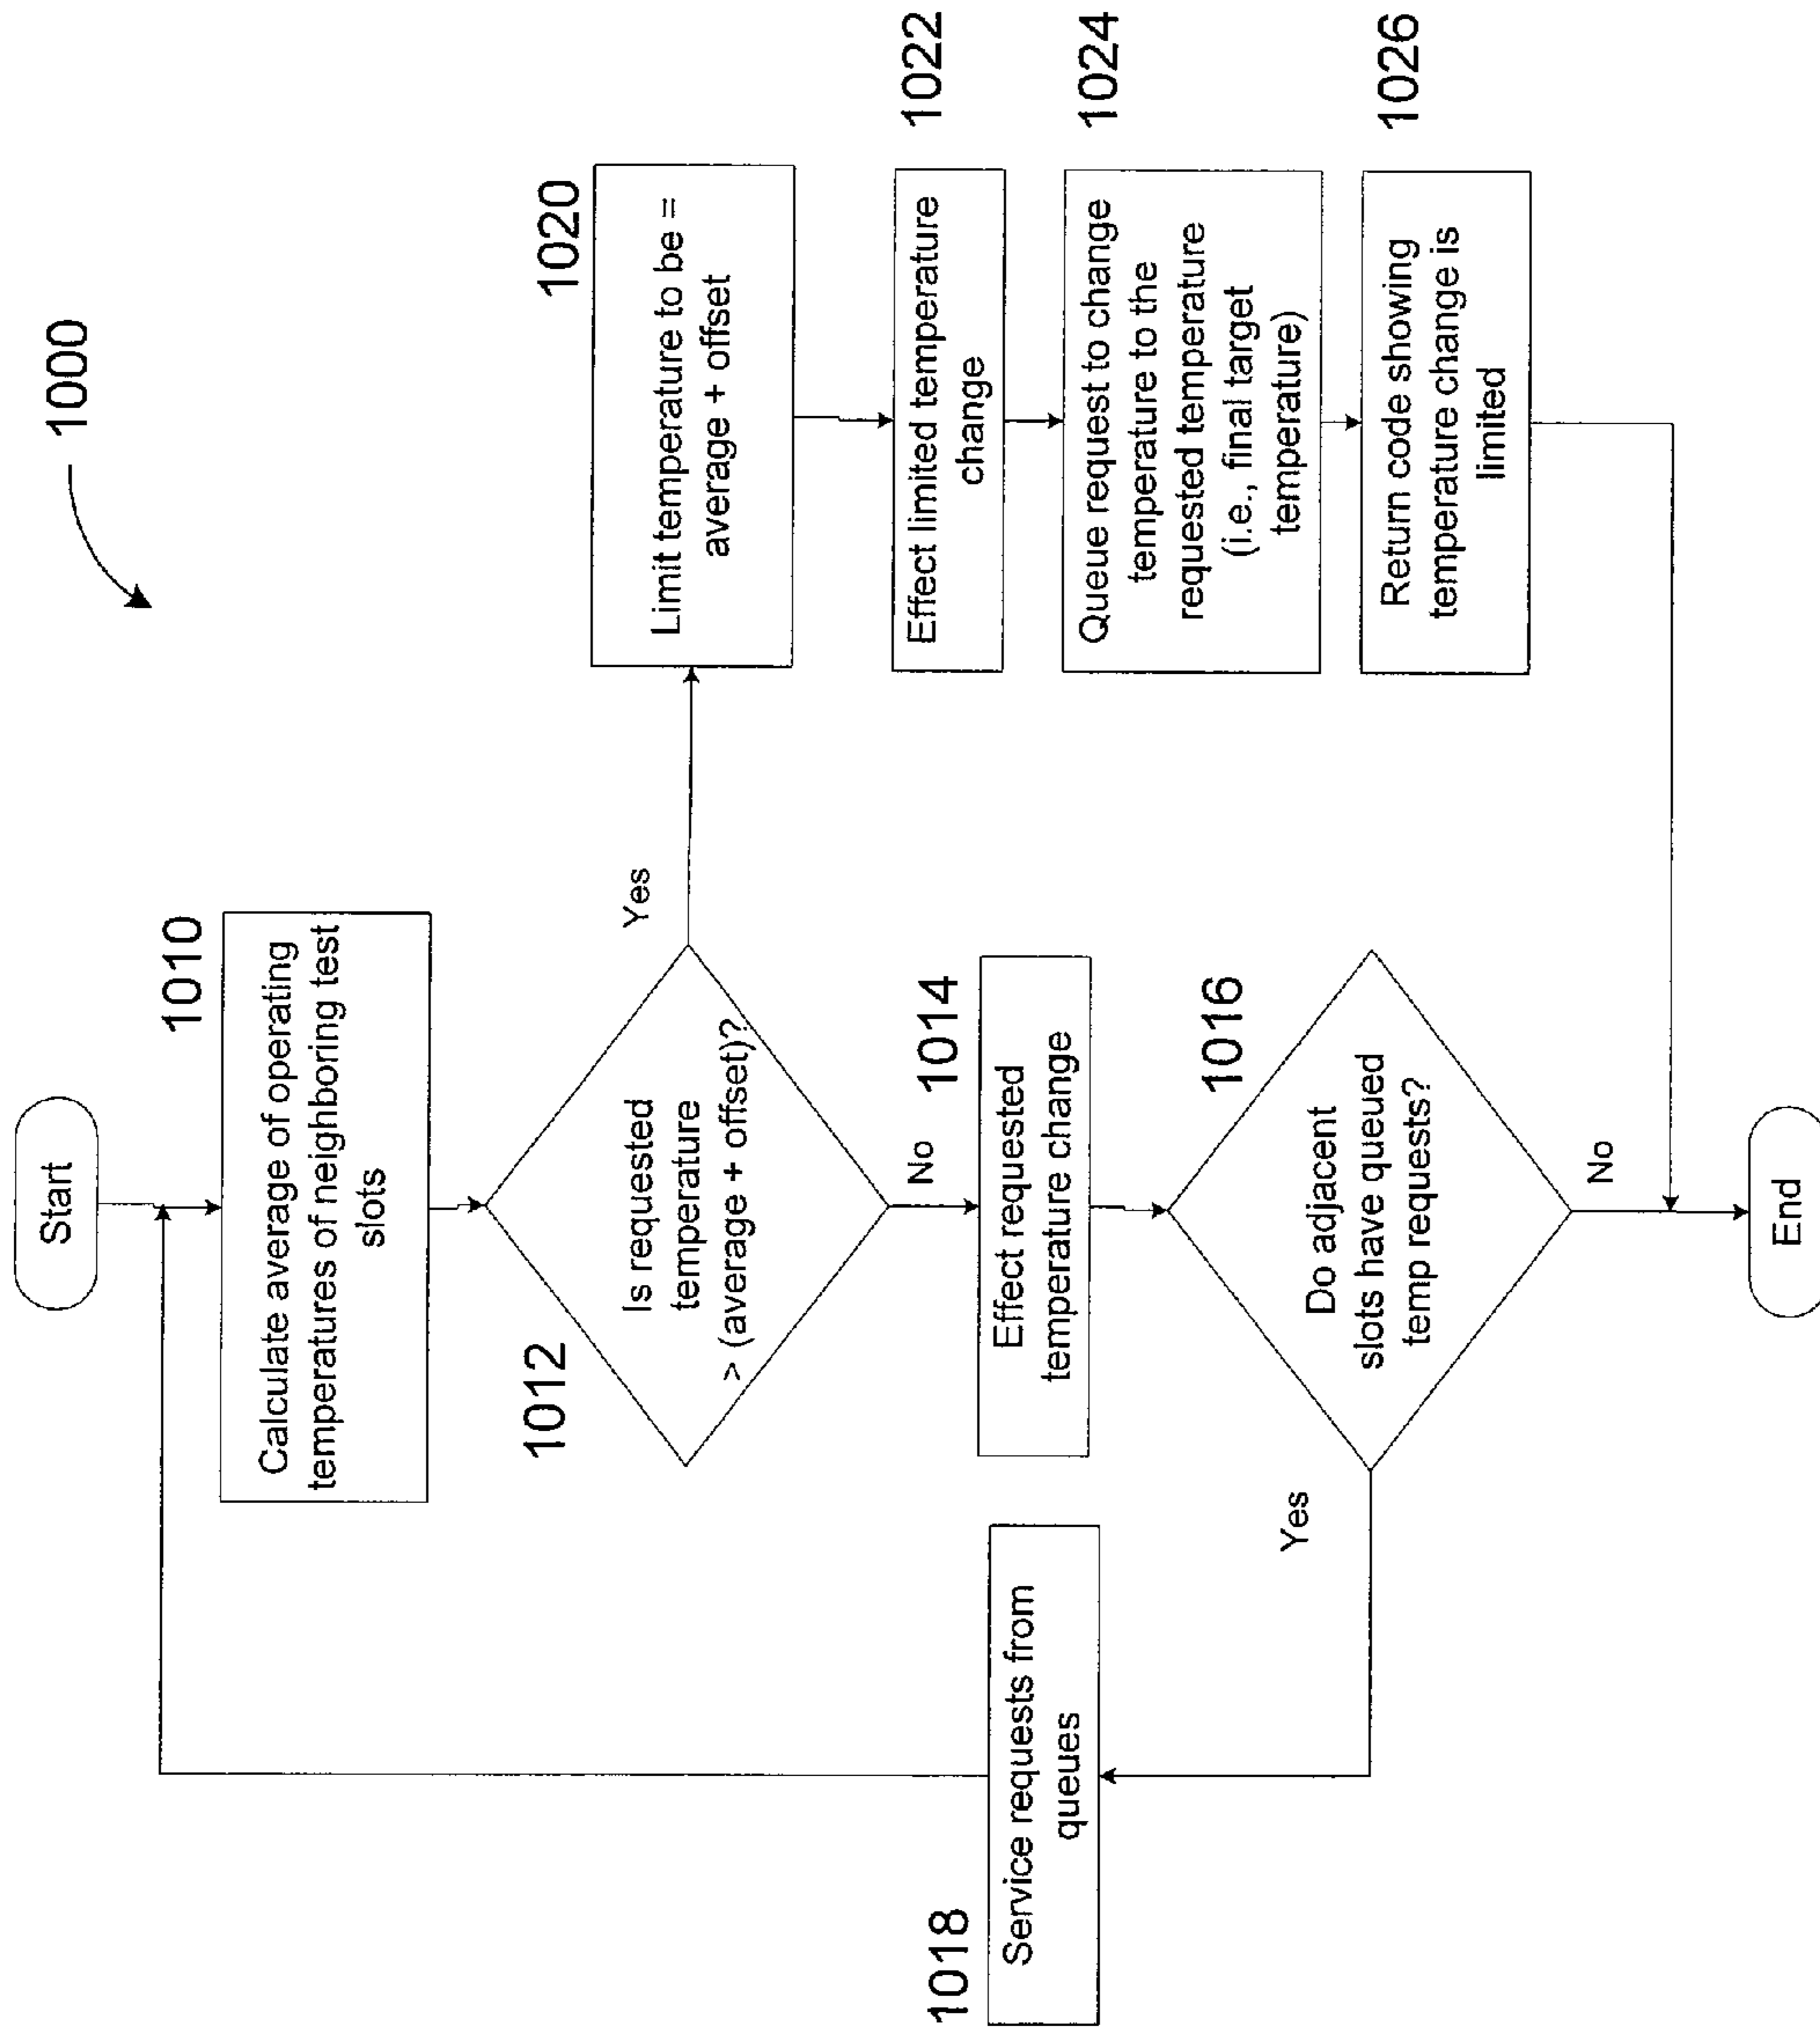 1000
Start
1010
Calculate average of operating
temperatures of neighboring test
slots
1012
Is requested
temperature
> (average + offset)?
Yes
No
1014
Effect requested
temperature change
1016
Do adjacent
slots have queued
temp requests?
Yes
No
1018
Service requests from
queues
1020
Limit temperature to be =
average + offset
1022
Effect limited temperature
change
1024
Queue request to change
temperature to the
requested temperature
(i.e., final target
temperature)
1026
Return code showing
temperature change is
limited
End